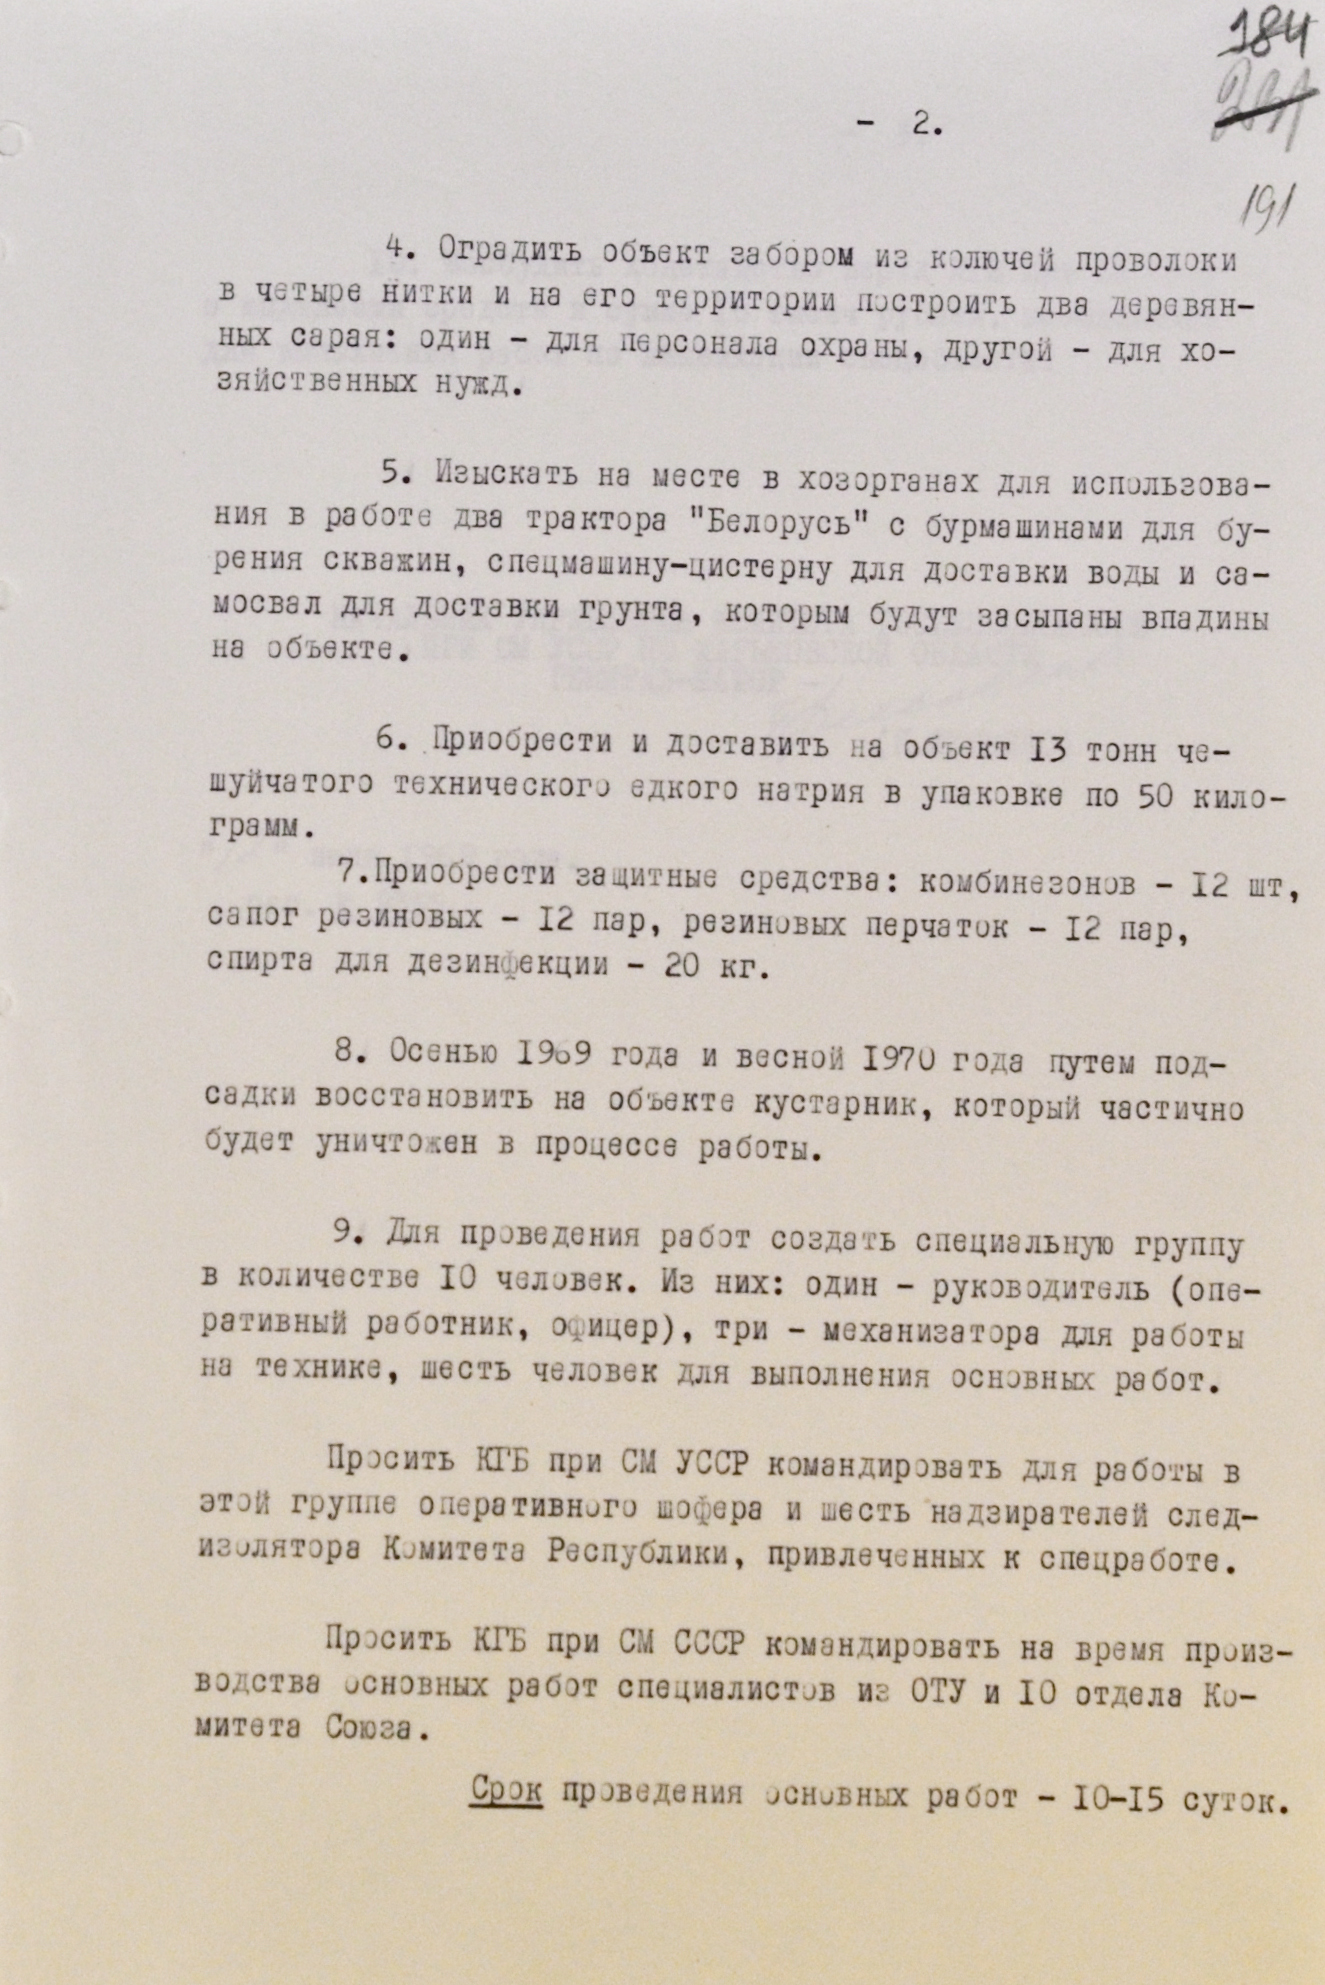 184
- 2.
191
4. Оградить объект забором из колючей проволоки
в четыре нитки и на его территории построить два деревян-
ных сарая: один - для персонала охраны, другой - для хо-
зяйственных нужд.
5. Изыскать на месте в хозорганах для использова-
ния в работе два трактора "Белорусь" с бурмашинами для бу-
рения скважин, спецмашину-цистерну для доставки воды и са-
мосвал для доставки грунта, которым будут засыпаны впадины
на объекте.
6. Приобрести и доставить на объект 13 тонн че-
шуйчатого технического едкого натрия в упаковке по 50 кило-
грамм.
7.Приобрести защитные средства: комбинезонов - 12 шт,
сапог резиновых - 12 пар, резиновых перчаток - 12 пар,
спирта для дезинфекции - 20 кг.
8. Осенью 1969 года и весной 1970 года путем под-
садки восстановить на объекте кустарник, который частично
будет уничтожен в процессе работы.
9. Для проведения работ создать специальную группу
в количестве 10 человек. Из них: один - руководитель (опе-
ративный работник, офицер), три - механизатора для работы
на технике, шесть человек для выполнения основных работ.
Просить КГБ при СМ УССР командировать для работы в
этой группе оперативного шофера и шесть надзирателей след-
изолятора Комитета Республики, привлеченных к спецработе.
Просить КГБ при СМ СССР командировать на время произ-
водства основных работ специалистов из ОТУ и 10 отдела Ко-
митета Союза.
Срок проведения основных работ - 10-15 суток.